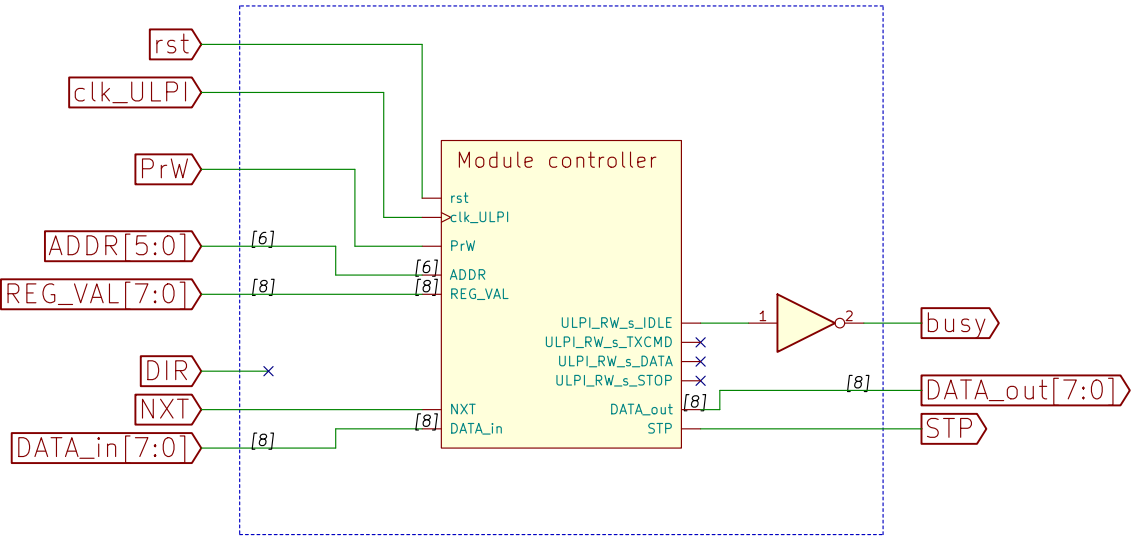 rst
clk_ULPI
PrW
ADDR[5:0]
[6]
REG_VAL[7:0]
[8]
DIR
NXT
DATA_in[7:0]
[8]
Module controller
rst
clk_ULPI
PrW
[6]
ADDR
[8]
REG_VAL
ULPI_RW_s_IDLE
ULPI_RW_s_TXCMD
ULPI_RW_s_DATA
ULPI_RW_s_STOP
NXT
DATA_out
[8]
[8]
DATA_in
STP
1
2
busy
[8]
DATA_out[7:0]
STP